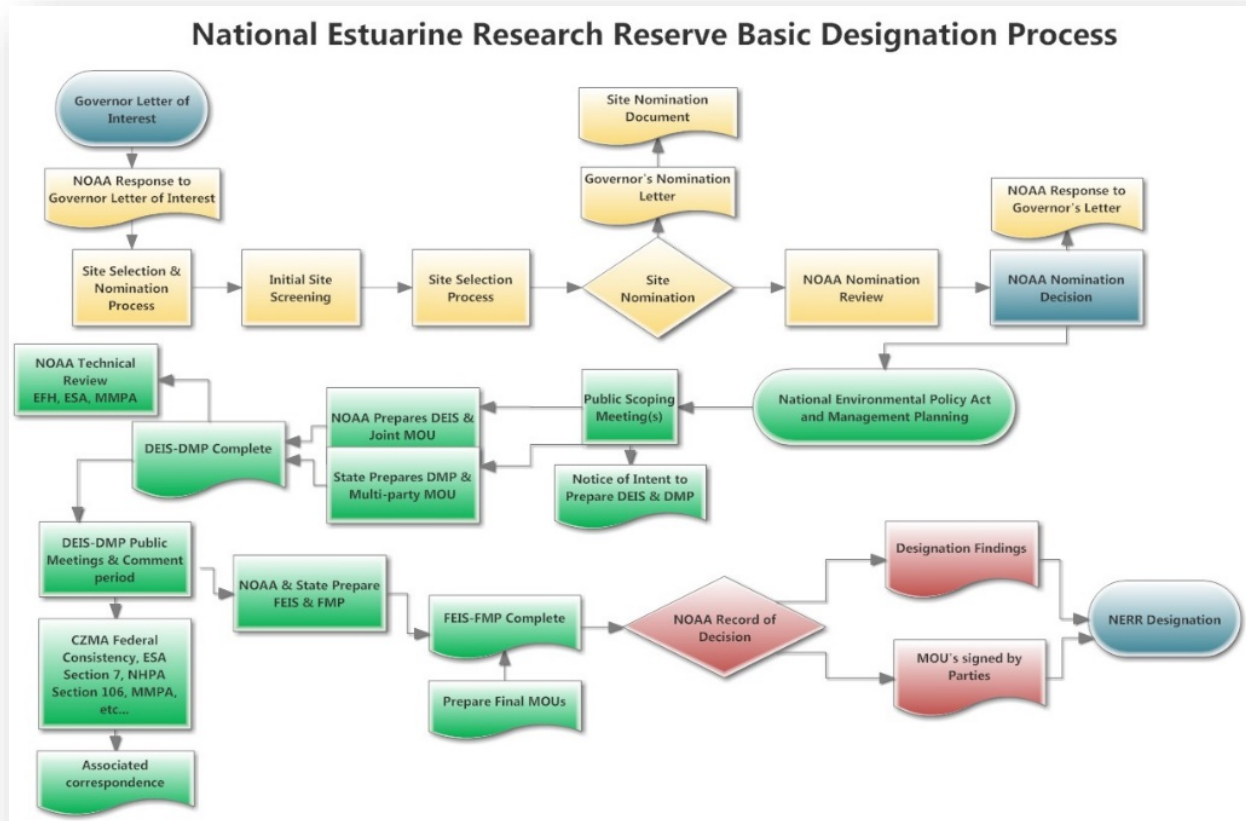 National Estuarine Research Reserve Basic Designation Process
Governor Letter of
Interest
NOAA Response to
Governor Letter of Interest
Site Selection &
Nomination
Process
Initial Site
Screening
Site Selection
Process
Site
Nomination
Governor's Nomination
Letter
Site Nomination
Document
NOAA Nomination
Review
NOAA Nomination
Decision
NOAA Response to
Governor's Letter
National Environmental Policy Act
and Management Planning
Public Scoping
Meeting(s)
Notice of Intent to
Prepare DEIS & DMP
NOAA Prepares DEIS &
Joint MOU
State Prepares DMP &
Multi-party MOU
DEIS-DMP Complete
NOAA Technical
Review
EFH, ESA, MMPA
DEIS-DMP Public
Meetings & Comment
period
CZMA Federal
Consistency, ESA
Section 7, NHPA
Section 106, MMPA,
etc...
Associated
correspondence
NOAA & State Prepare
FEIS & FMP
FEIS-FMP Complete
Prepare Final MOUs
NOAA Record of
Decision
Designation Findings
MOU's signed by
Parties
NERR Designation